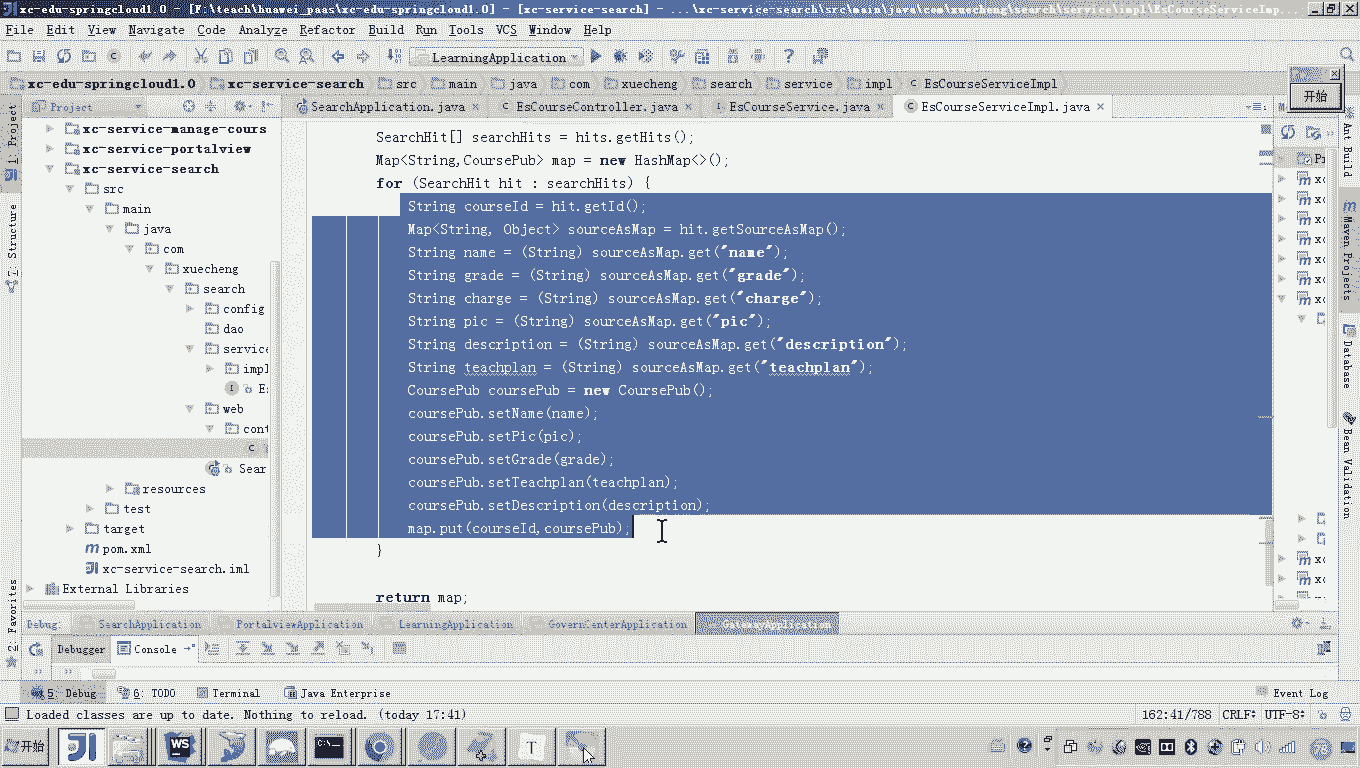 xc-edu-springcloud1.0 - [F:\teach\huawei_paas\xc-edu-springcloud1.0] - [xc-service-search] - ...\xc-service-search\src\main\java\com\xuecheng\search\service\impl\EsCourseServiceImp...
File Edit View Navigate Code Analyze Refactor Build Run Tools VCS Window Help
LearningApplication
xc-edu-springcloud1.0 xc-service-search src main java com xuecheng search service impl EsCourseServiceImpl
开始
Project SearchApplication.java EsCourseController.java EsCourseService.java EsCourseServiceImpl.java
1: Project
7: Structure
2: Favorites
xc-service-manage-cours
xc-service-portalview
xc-service-search
src
main
java
com
xuecheng
search
config
dao
service
impl
Es
web
cont
Sear
resources
test
target
pom.xml
xc-service-search.iml
External Libraries
SearchHit[] searchHits = hits.getHits();
Map<String,CoursePub> map = new HashMap<>();
for (SearchHit hit : searchHits) {
String courseId = hit.getId();
Map<String, Object> sourceAsMap = hit.getSourceAsMap();
String name = (String) sourceAsMap.get("name");
String grade = (String) sourceAsMap.get("grade");
String charge = (String) sourceAsMap.get("charge");
String pic = (String) sourceAsMap.get("pic");
String description = (String) sourceAsMap.get("description");
String teachplan = (String) sourceAsMap.get("teachplan");
CoursePub coursePub = new CoursePub();
coursePub.setName(name);
coursePub.setPic(pic);
coursePub.setGrade(grade);
coursePub.setTeachplan(teachplan);
coursePub.setDescription(description);
map.put(courseId,coursePub);
}
return map;
Ant Build
Maven Projects
Database
Bean Validation
Debug: SearchApplication PortalviewApplication LearningApplication GovernCenterApplication GatewayApplication
Debugger Console
5: Debug 6: TODO Terminal Java Enterprise Event Log
Loaded classes are up to date. Nothing to reload. (today 17:41) 162:41/788 CRLF: UTF-8:
开始